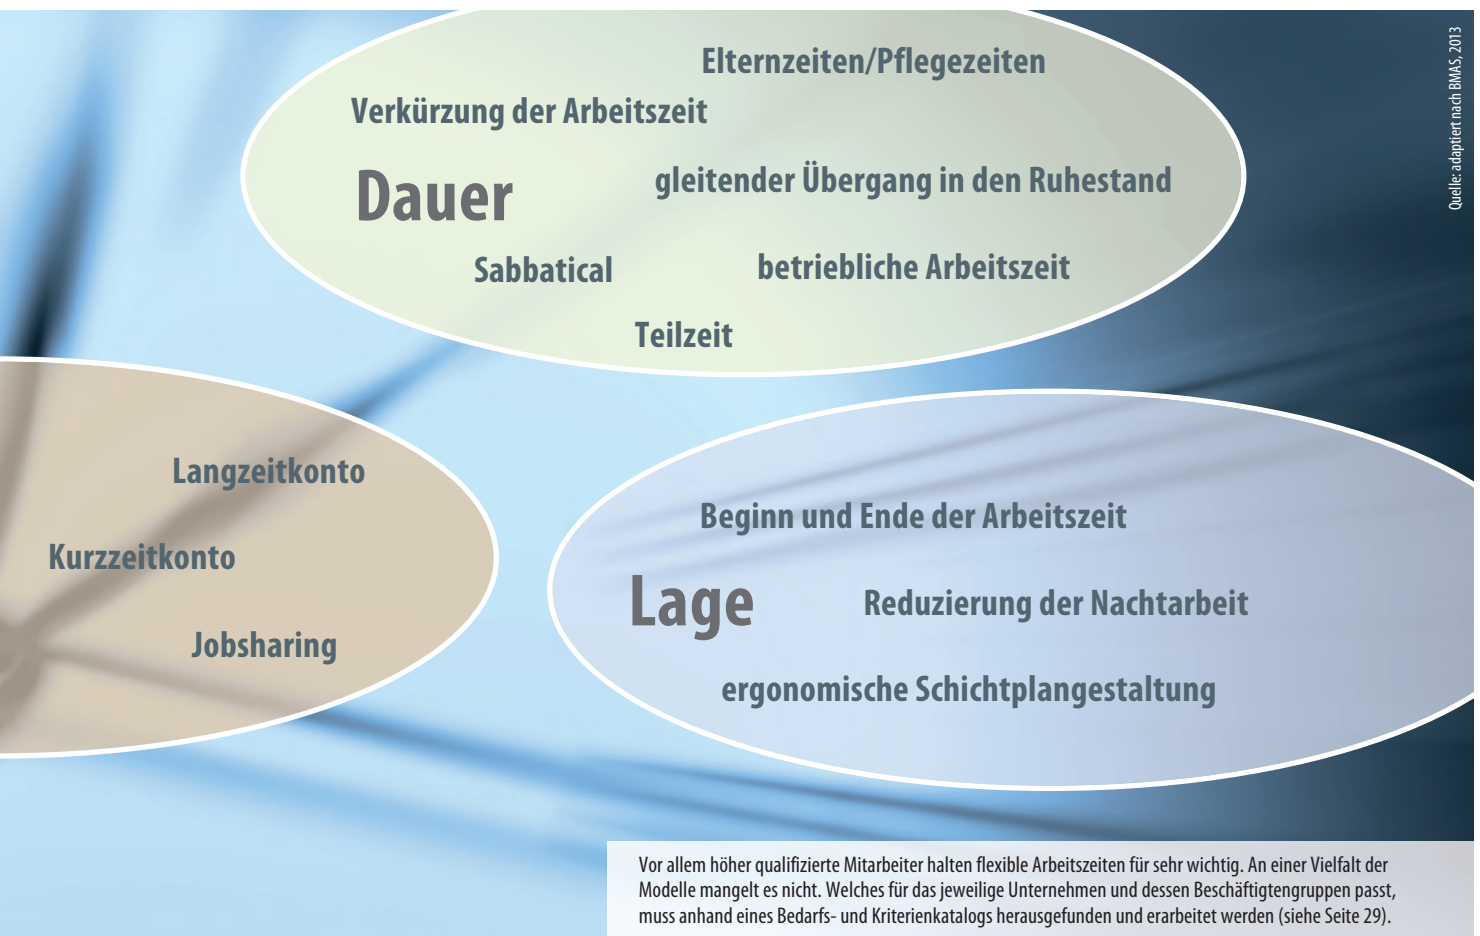 Elternzeiten/Pflegezeiten
Verkürzung der Arbeitszeit
Dauer
gleitender Übergang in den Ruhestand
Sabbatical
betriebliche Arbeitszeit
Teilzeit
Langzeitkonto
Kurzzeitkonto
Jobsharing
Beginn und Ende der Arbeitszeit
Lage
Reduzierung der Nachtarbeit
ergonomische Schichtplangestaltung
Vor allem höher qualifizierte Mitarbeiter halten flexible Arbeitszeiten für sehr wichtig. An einer Vielfalt der
Modelle mangelt es nicht. Welches für das jeweilige Unternehmen und dessen Beschäftigtengruppen passt,
muss anhand eines Bedarfs- und Kriterienkatalogs herausgefunden und erarbeitet werden (siehe Seite 29).
Quelle: adaptiert nach BMAS, 2013